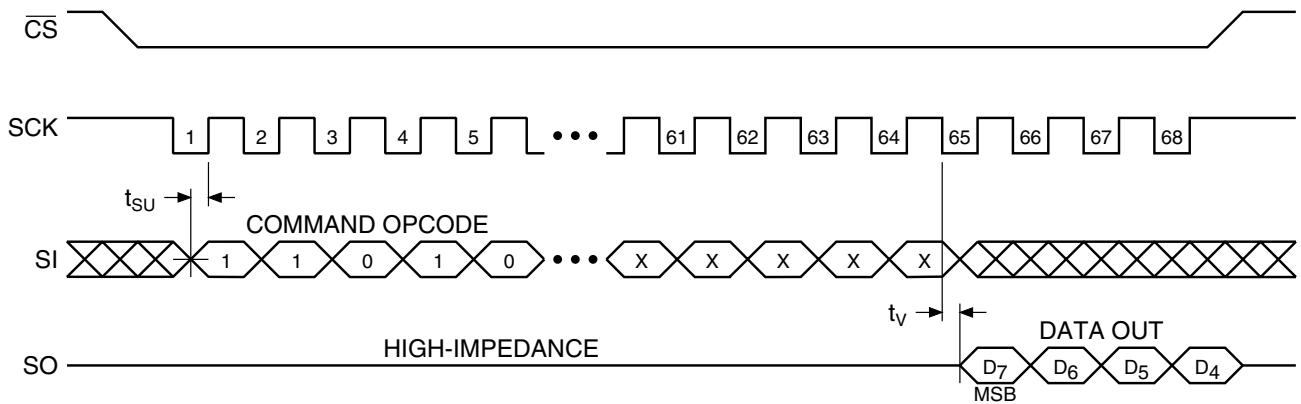 CS
SCK 1 2 3 4 5 ••• 61 62 63 64 65 66 67 68
tSU
COMMAND OPCODE
SI 1 1 0 1 0 ••• X X X X X
tV
DATA OUT
HIGH-IMPEDANCE
SO D7 D6 D5 D4
MSB